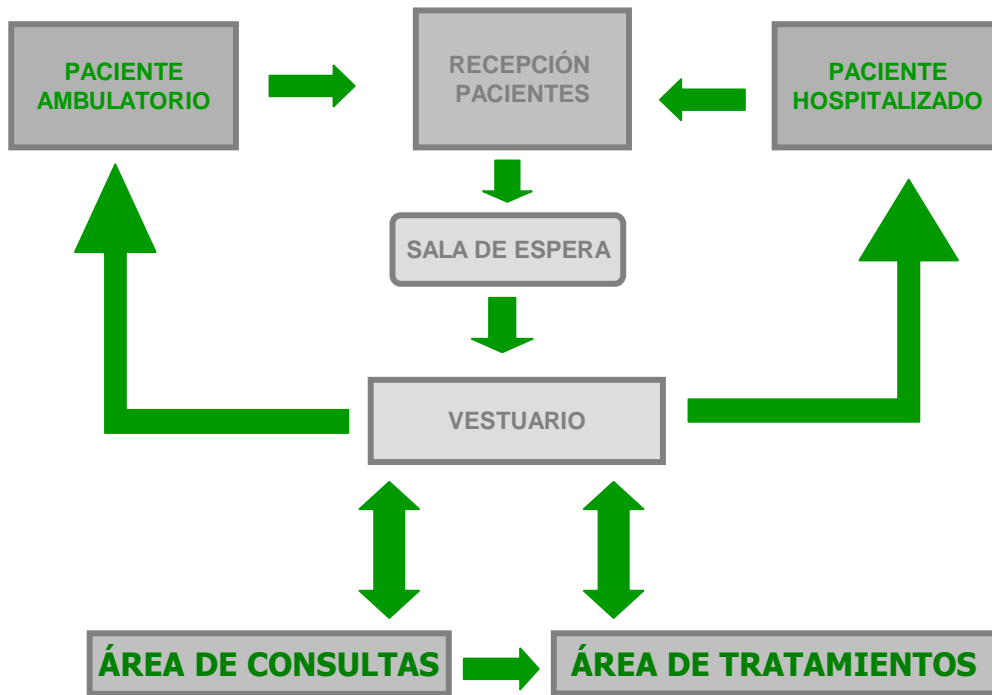 PACIENTE
AMBULATORIO
RECEPCIÓN
PACIENTES
PACIENTE
HOSPITALIZADO
SALA DE ESPERA
VESTUARIO
ÁREA DE CONSULTAS
ÁREA DE TRATAMIENTOS